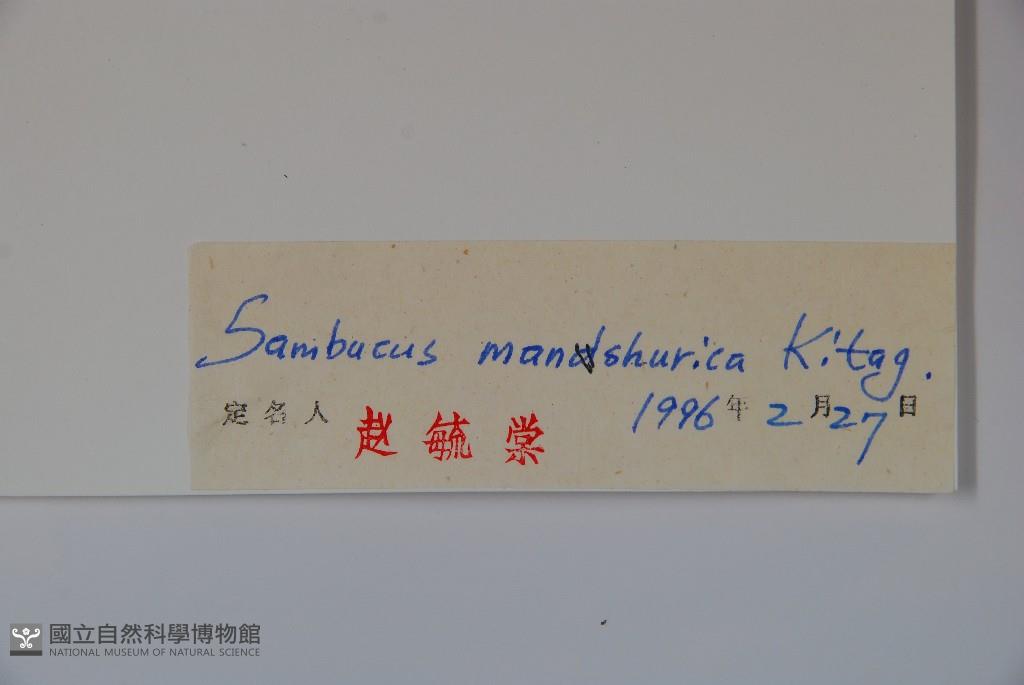 Sambucus mandshurica Kitag.
定名人 赵毓棠 1996年2月27日
國立自然科學博物館
NATIONAL MUSEUM OF NATURAL SCIENCE